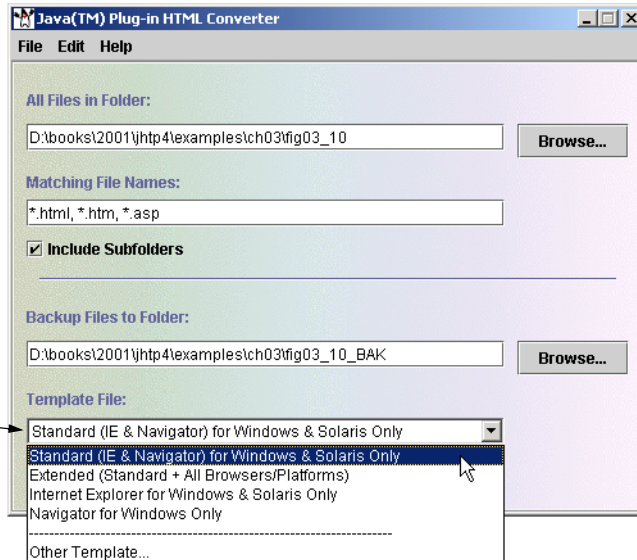 Java(TM) Plug-in HTML Converter
File Edit Help
All Files in Folder:
D:\books\2001\jhtp4\examples\ch03\fig03_10
Browse...
Matching File Names:
*.html, *.htm, *.asp
Include Subfolders
Backup Files to Folder:
D:\books\2001\jhtp4\examples\ch03\fig03_10_BAK
Browse...
Template File:
Standard (IE & Navigator) for Windows & Solaris Only
Standard (IE & Navigator) for Windows & Solaris Only
Extended (Standard + All Browsers/Platforms)
Internet Explorer for Windows & Solaris Only
Navigator for Windows Only
----------------------------------------------------------------------
Other Template...